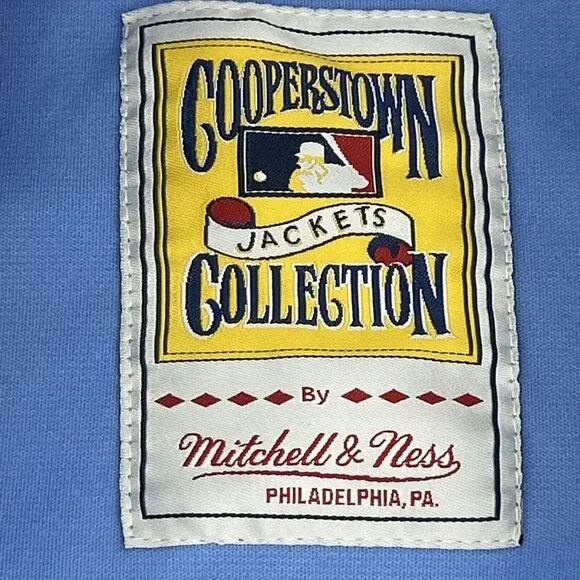 COOPERSTOWN
JACKETS
COLLECTION
By
Mitchell & Ness
PHILADELPHIA, PA.